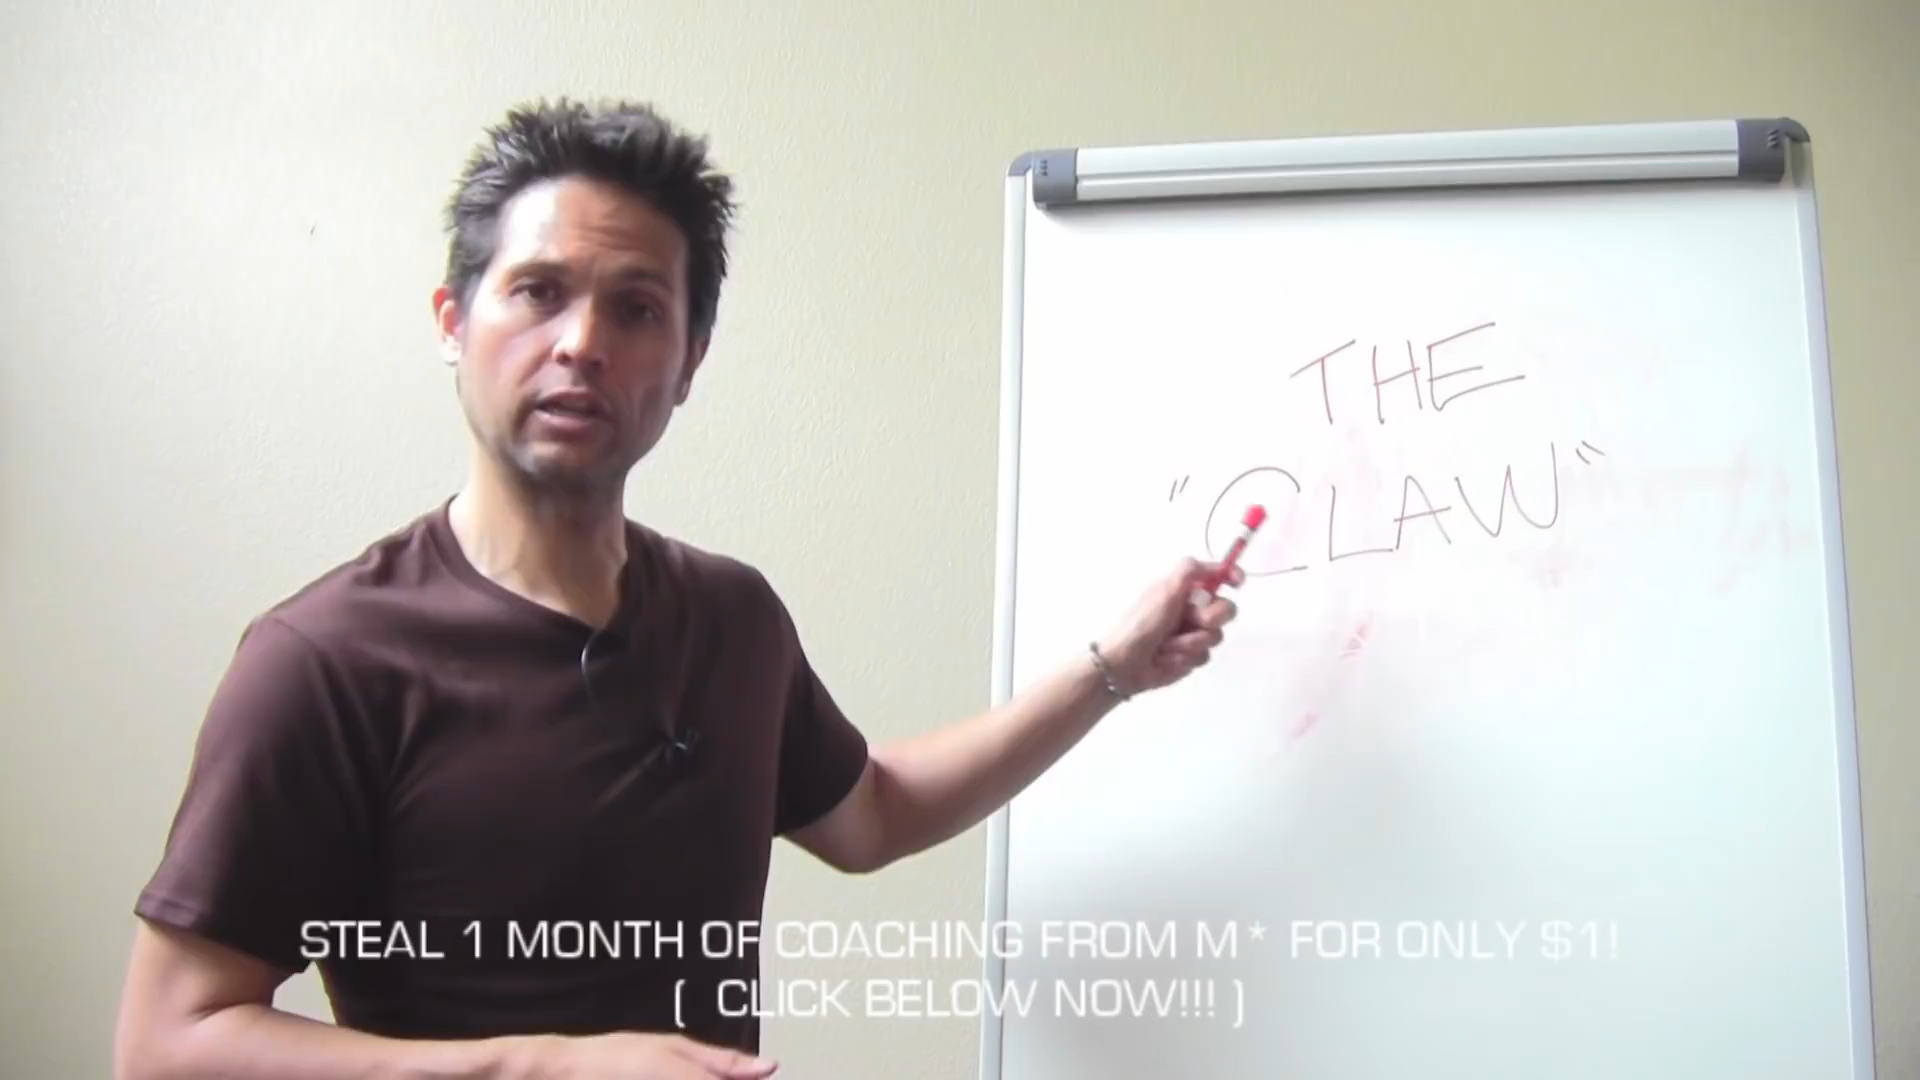 THE
"CLAW"
STEAL 1 MONTH OF COACHING FROM M* FOR ONLY $1!
( CLICK BELOW NOW!!! )